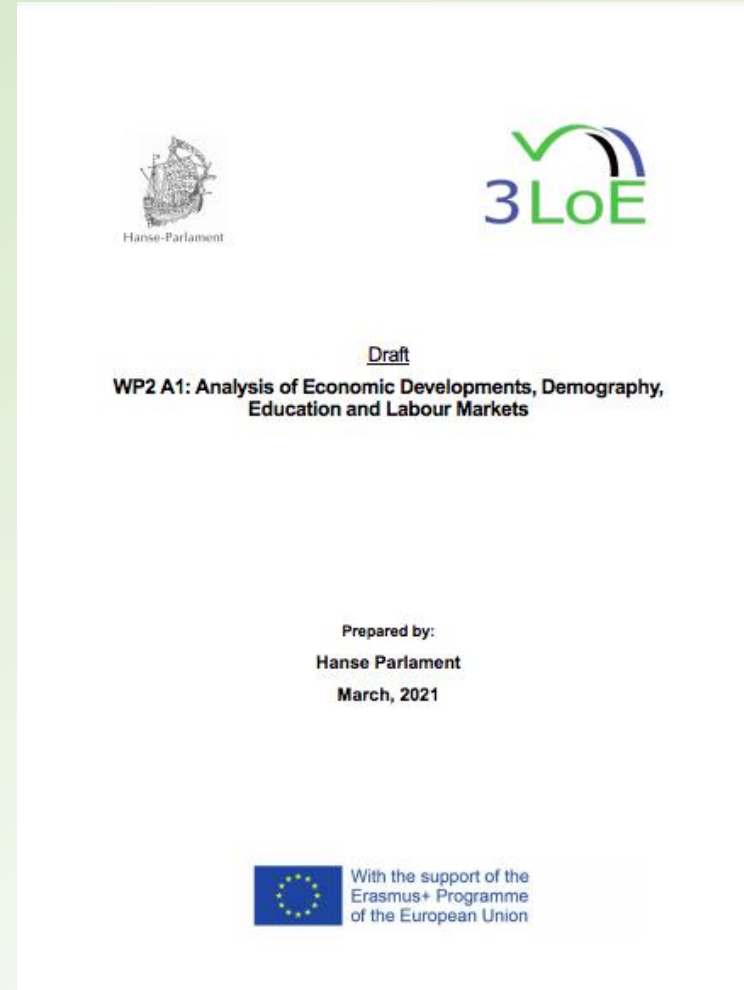 Hanse-Parlament
3LoE
Draft
WP2 A1: Analysis of Economic Developments, Demography,
Education and Labour Markets
Prepared by:
Hanse Parlament
March, 2021
With the support of the
Erasmus+ Programme
of the European Union